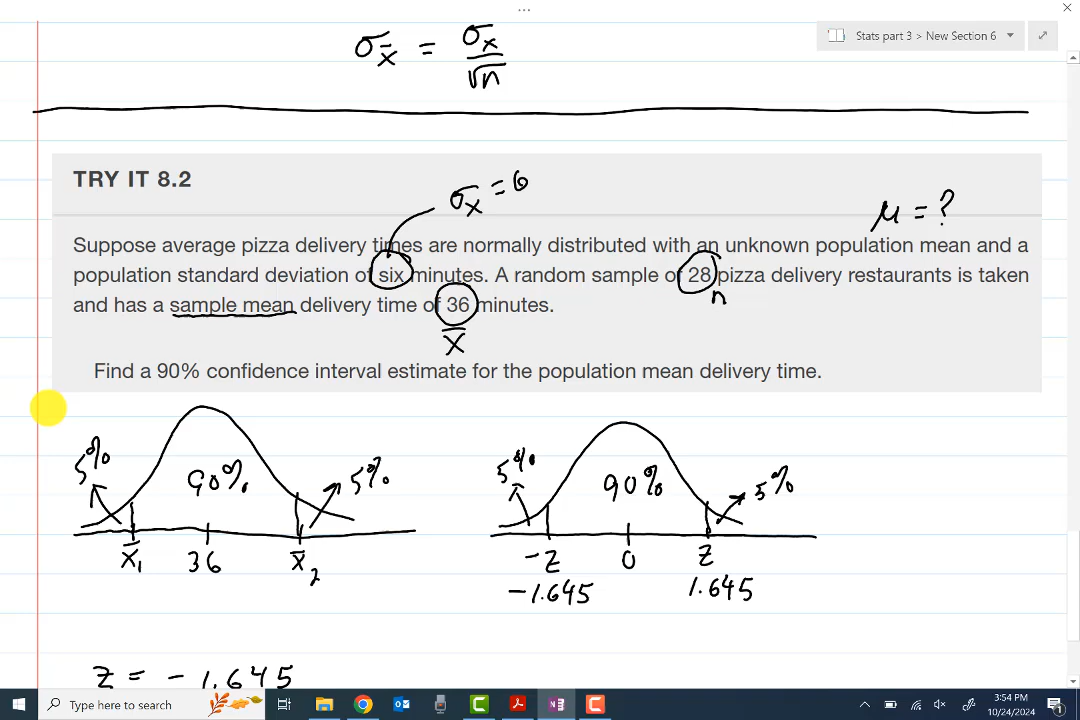 Stats part 3 > New Section 6
σx̄ = σx/√n
TRY IT 8.2
σx = 6
μ = ?
Suppose average pizza delivery times are normally distributed with an unknown population mean and a
population standard deviation of six minutes. A random sample of 28 pizza delivery restaurants is taken
n
and has a sample mean delivery time of 36 minutes.
x̄
Find a 90% confidence interval estimate for the population mean delivery time.
5% 90% 5%
x̄1 36 x̄2
5% 90% 5%
-z 0 z
-1.645 1.645
z = -1.645
Type here to search
3:54 PM
10/24/2024
1